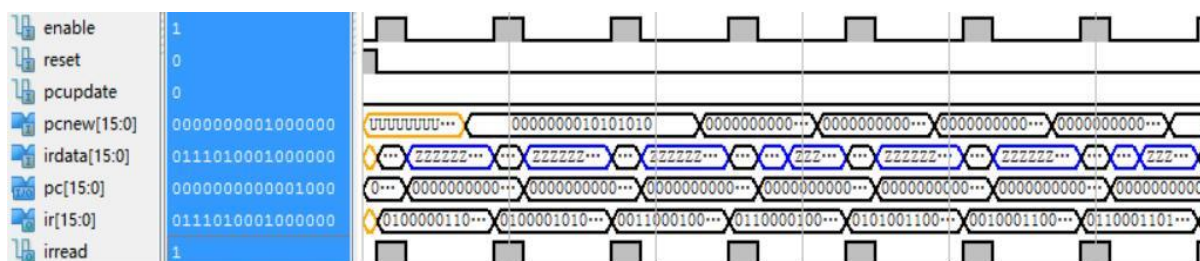 enable 1
reset 0
pcupdate 0
pcnew[15:0] 0000000001000000 UUUUUUUU··· 0000000010101010 0000000000··· 0000000000··· 0000000000··· 0000000000···
irdata[15:0] 0111010001000000 ··· ZZZZZZ··· ··· ZZZZZZ··· ··· ZZZZZZ··· ··· ··· ZZZ··· ··· ZZZZZZ··· ··· ZZZZZZ··· ··· ··· ZZZ···
pc[15:0] 0000000000001000 0··· 0000000000··· 0000000000··· 0000000000··· 0000000000··· 0000000000··· 0000000000··· 0000000000
ir[15:0] 0111010001000000 0100000110··· 0100001010··· 0011000100··· 0110000100··· 0101001100··· 0010001100··· 0110001101···
irread 1